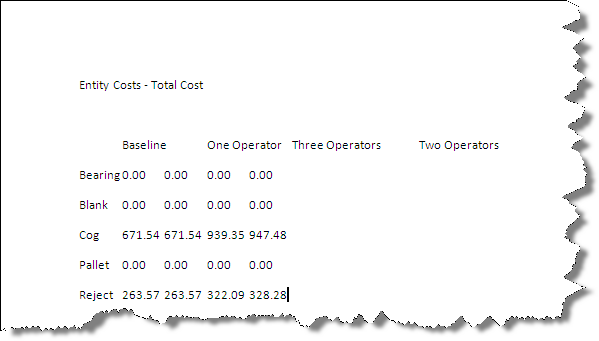 Entity Costs - Total Cost
Baseline One Operator Three Operators Two Operators
Bearing 0.00 0.00 0.00 0.00
Blank 0.00 0.00 0.00 0.00
Cog 671.54 671.54 939.35 947.48
Pallet 0.00 0.00 0.00 0.00
Reject 263.57 263.57 322.09 328.28